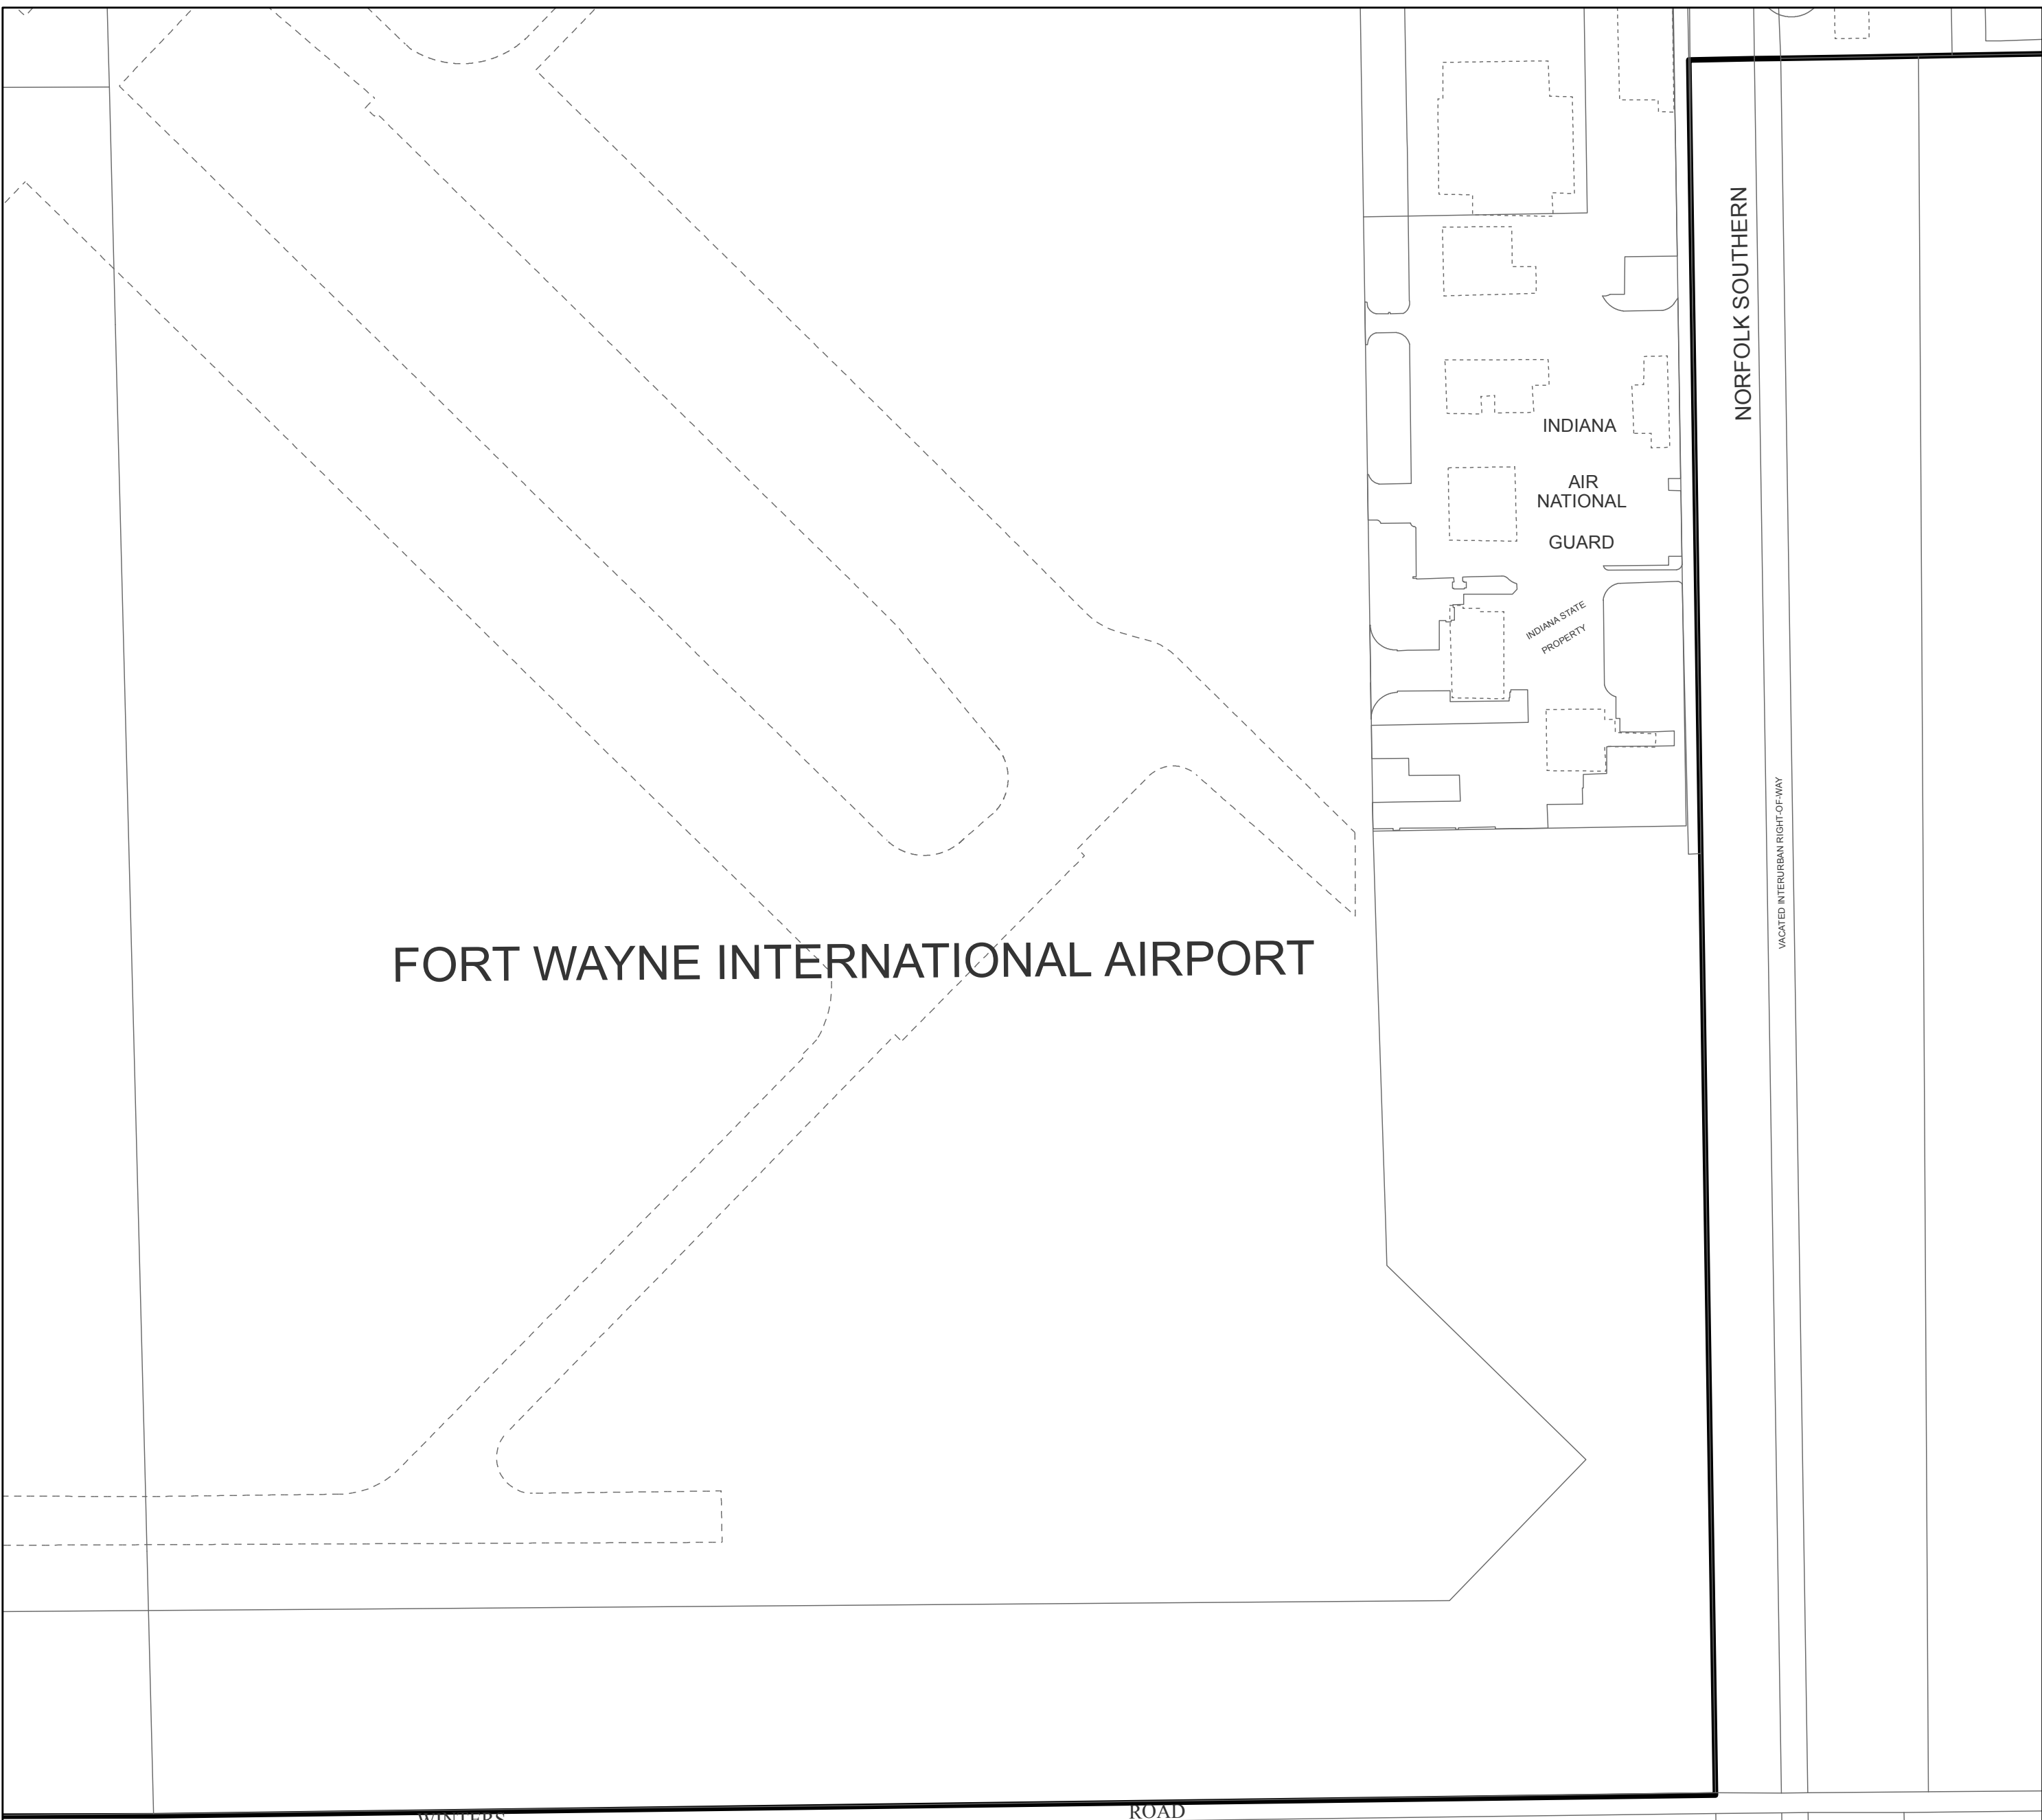 NORFOLK SOUTHERN
INDIANA
AIR
NATIONAL
GUARD
INDIANA STATE
PROPERTY
VACATED INTERURBAN RIGHT-OF-WAY
FORT WAYNE INTERNATIONAL AIRPORT
WINTERS
ROAD